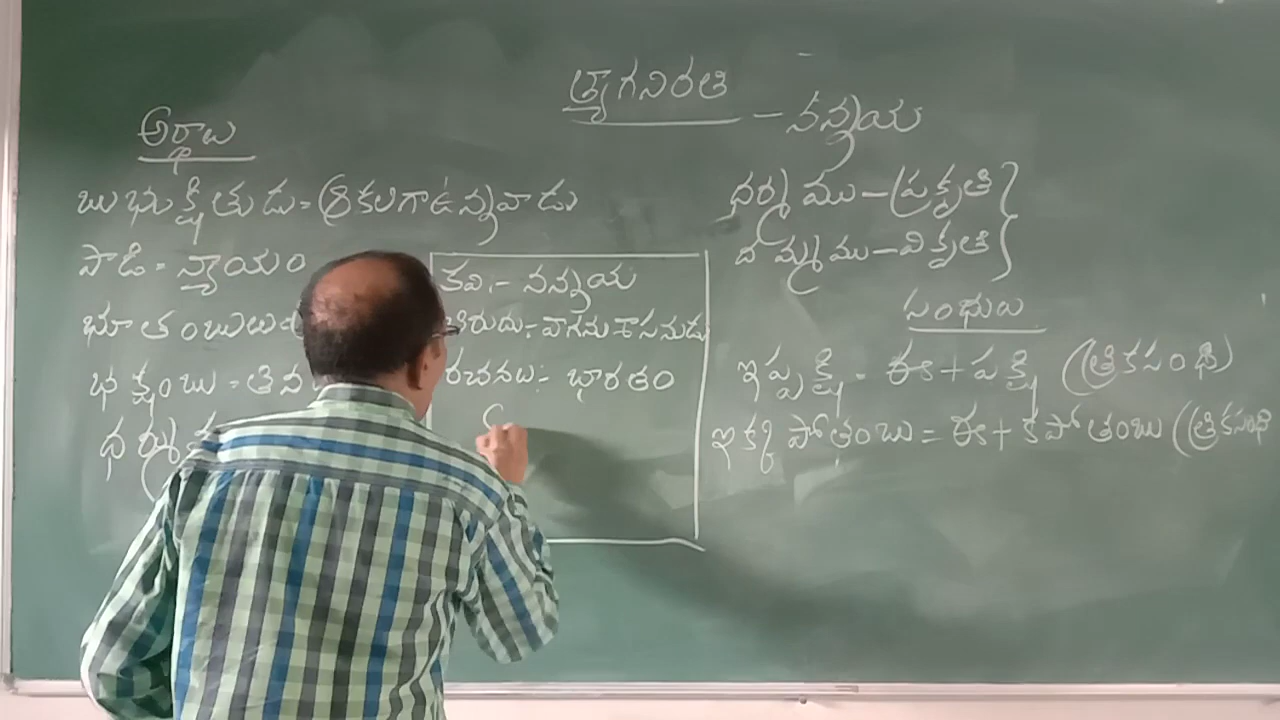 త్యాగనిరతి
- నన్నయ
అర్థాలు
బుభుక్షితుడు = ఆకలిగా ఉన్నవాడు
పాడి = న్యాయం
భూతంబులు =
భక్షంబు = తిన
కవి :- నన్నయ
బిరుదు :- వాగనుశాసనుడు
రచనలు :- భారతం
ధర్మము - ప్రకృతి }
దమ్మము - వికృతి }
సంధులు
ఇప్పక్షి = ఈ + పక్షి (త్రికసంధి)
ఇక్కపోతంబు = ఈ + కపోతంబు (త్రికసంధి